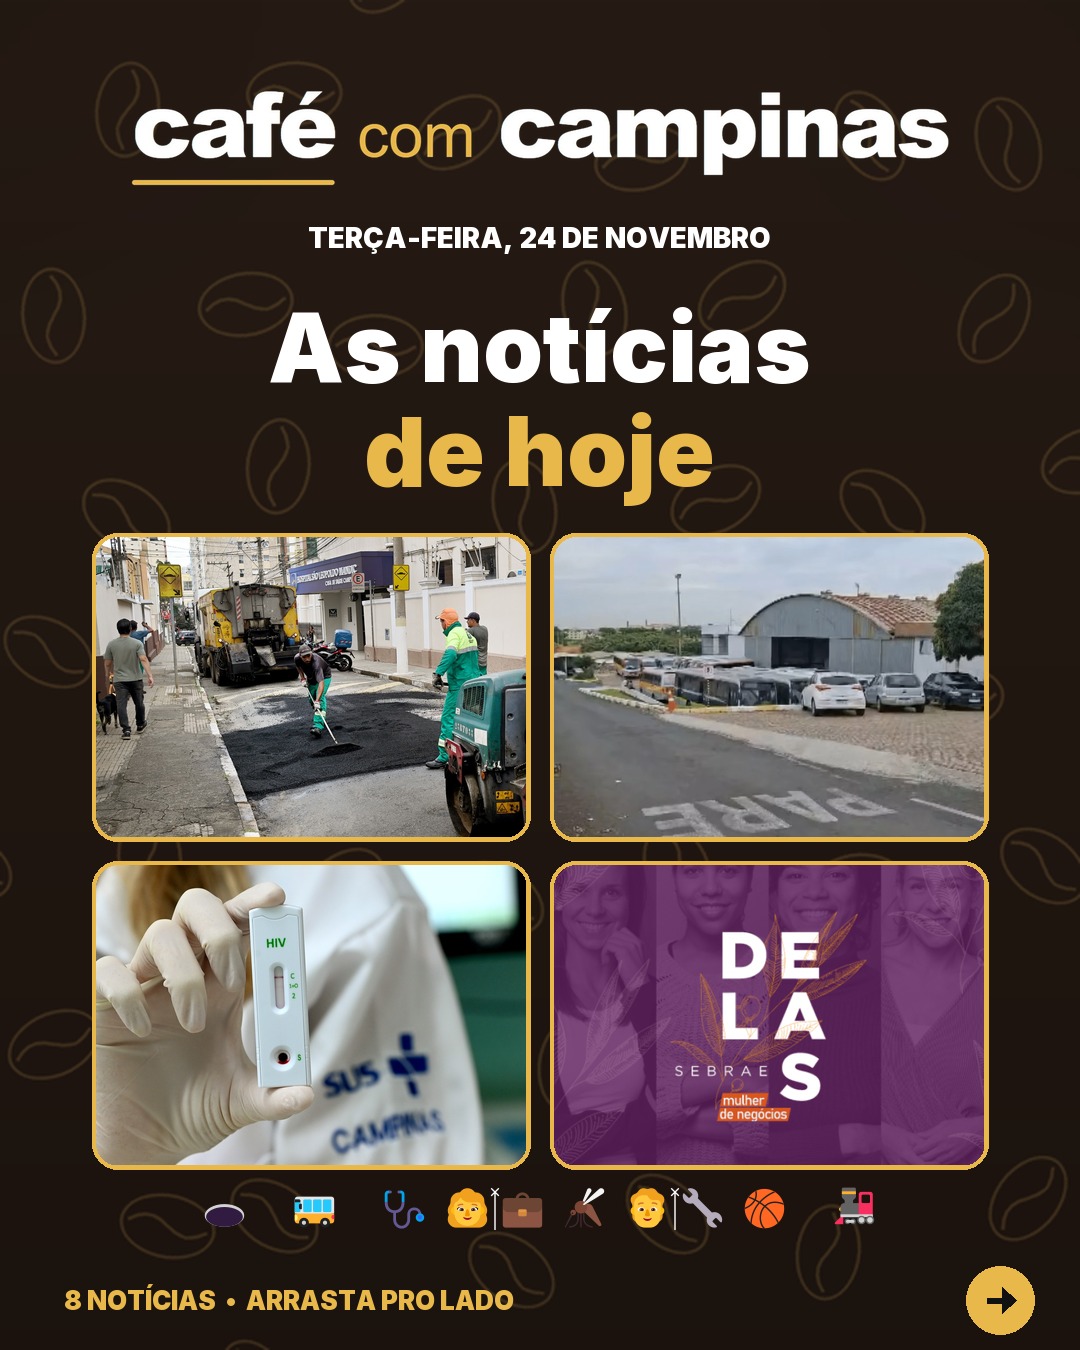 café com campinas
TERÇA-FEIRA, 24 DE NOVEMBRO
As notícias
de hoje
PARE
HIV
C
2
S
SUS
CAMPINAS
DE
LA
S
SEBRAE
mulher
de negócios
8 NOTÍCIAS • ARRASTA PRO LADO